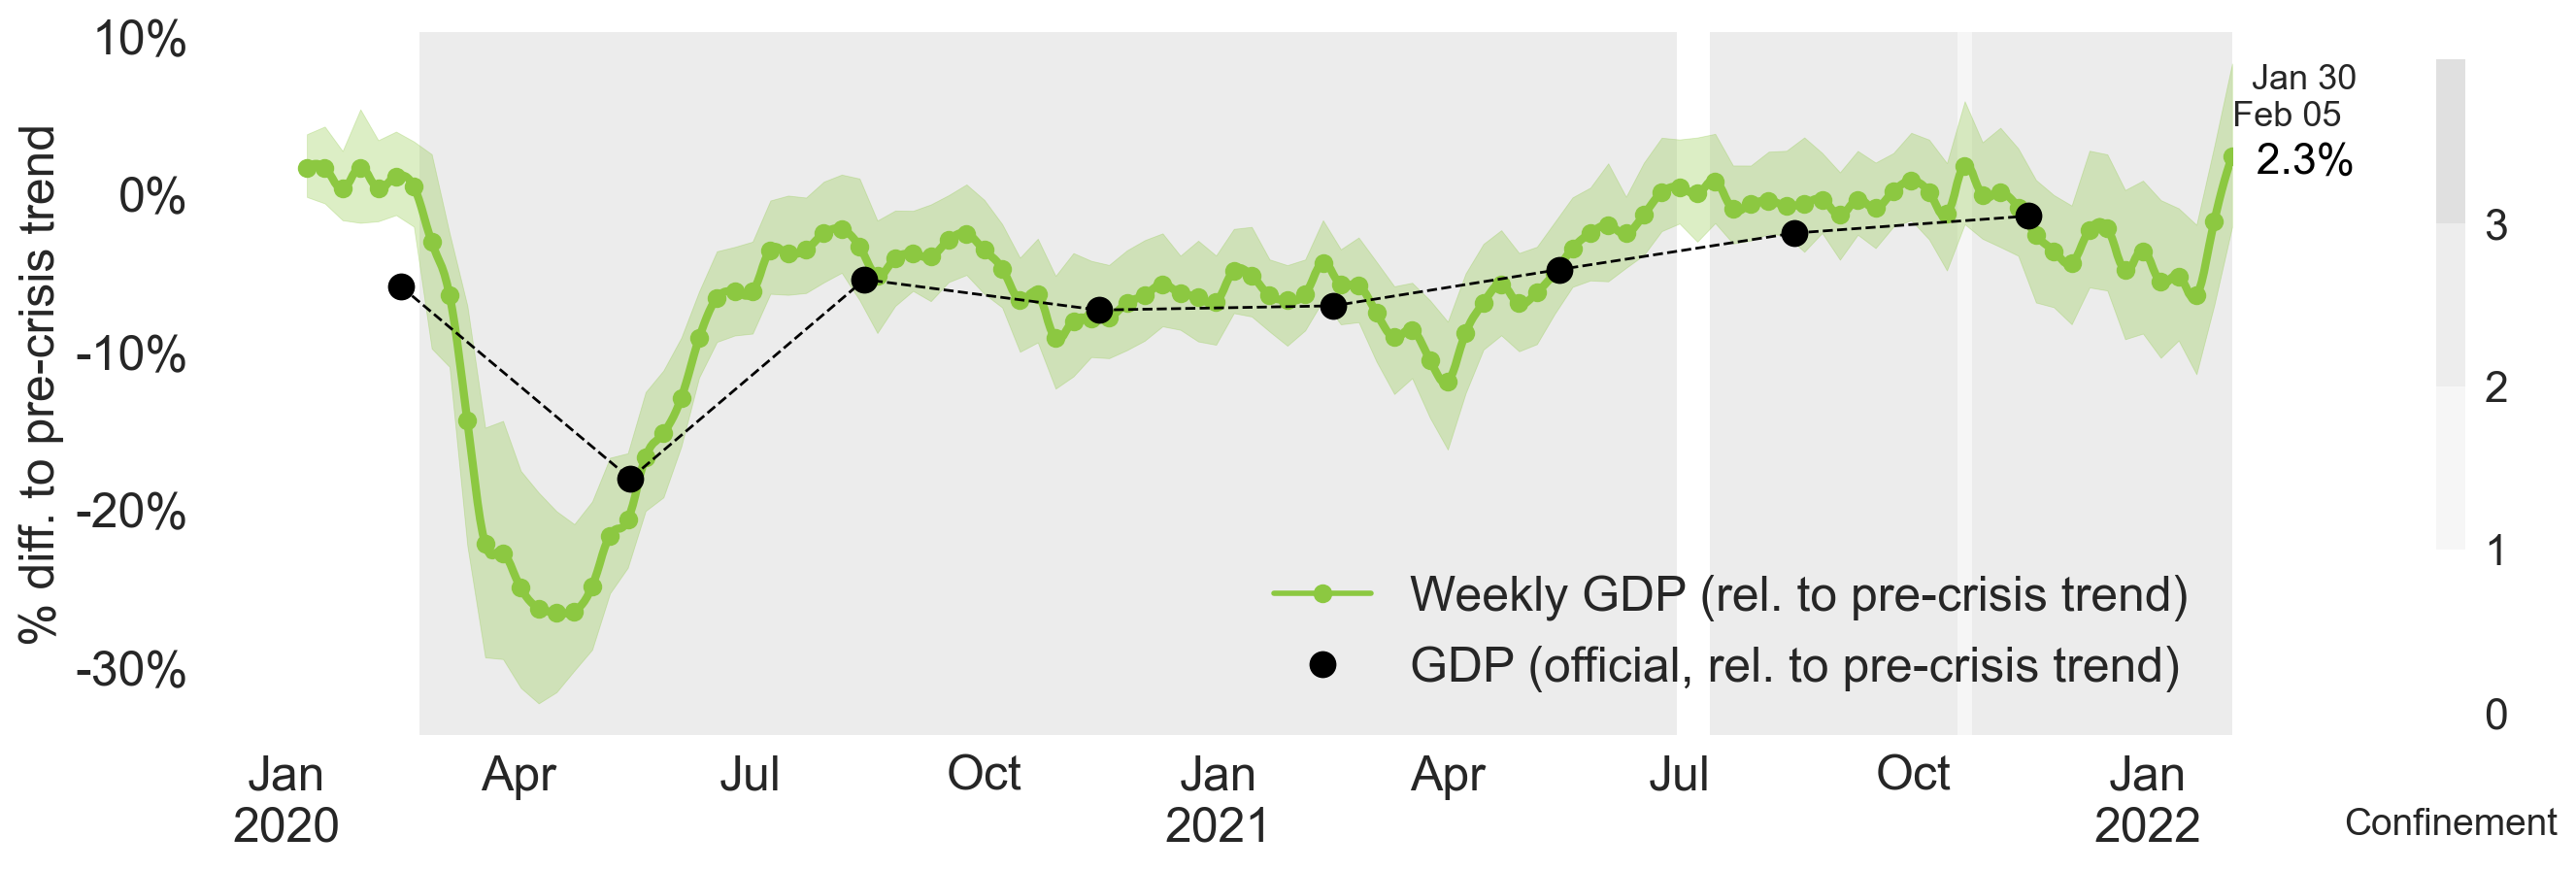 % diff. to pre-crisis trend
10%
0%
-10%
-20%
-30%
Jan 30
Feb 05
2.3%
Weekly GDP (rel. to pre-crisis trend)
GDP (official, rel. to pre-crisis trend)
Jan Apr Jul Oct Jan Apr Jul Oct Jan
2020 2021 2022
3
2
1
0
Confinement